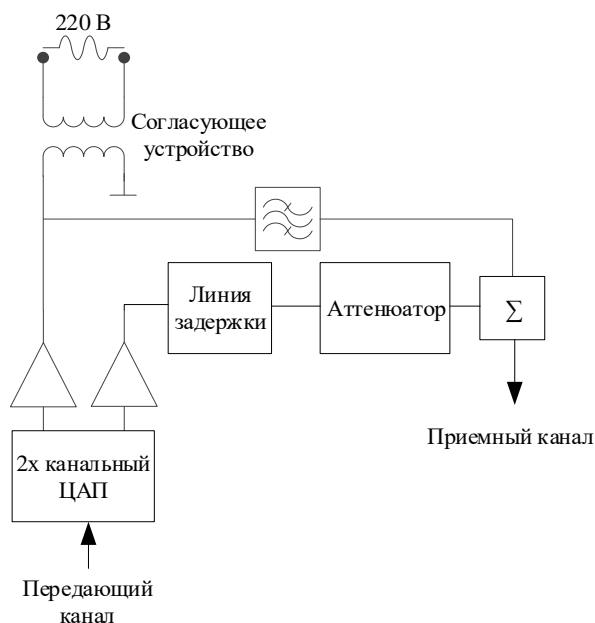 220 В
Согласующее
устройство
Линия
задержки
Аттенюатор
Σ
Приемный канал
2х канальный
ЦАП
Передающий
канал